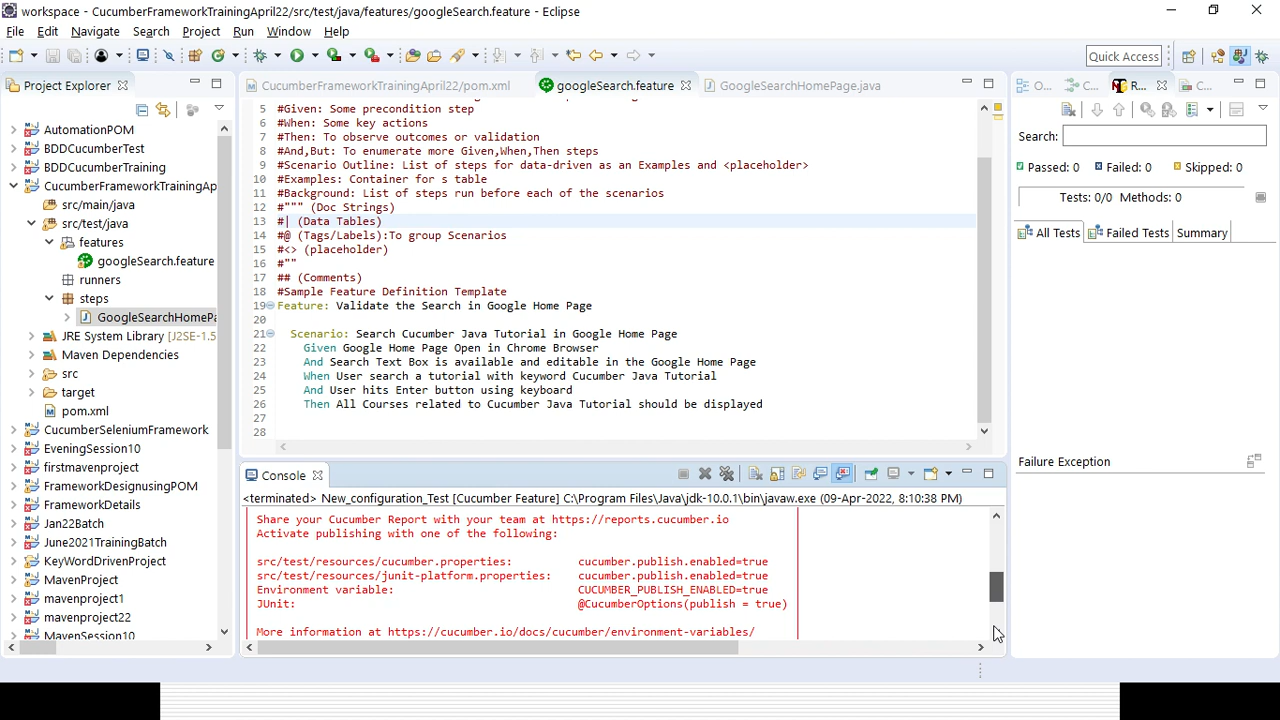 workspace - CucumberFrameworkTrainingApril22/src/test/java/features/googleSearch.feature - Eclipse
File Edit Navigate Search Project Run Window Help
Quick Access
Project Explorer
AutomationPOM
BDDCucumberTest
BDDCucumberTraining
CucumberFrameworkTrainingAp
src/main/java
src/test/java
features
googleSearch.feature
runners
steps
GoogleSearchHomePa
JRE System Library [J2SE-1.5
Maven Dependencies
src
target
pom.xml
CucumberSeleniumFramework
EveningSession10
firstmavenproject
FrameworkDesignusingPOM
FrameworkDetails
Jan22Batch
June2021TrainingBatch
KeyWordDrivenProject
MavenProject
mavenproject1
mavenproject22
MavenSession10
CucumberFrameworkTrainingApril22/pom.xml googleSearch.feature GoogleSearchHomePage.java
5 #Given: Some precondition step
6 #When: Some key actions
7 #Then: To observe outcomes or validation
8 #And,But: To enumerate more Given,When,Then steps
9 #Scenario Outline: List of steps for data-driven as an Examples and <placeholder>
10 #Examples: Container for s table
11 #Background: List of steps run before each of the scenarios
12 #""" (Doc Strings)
13 #| (Data Tables)
14 #@ (Tags/Labels):To group Scenarios
15 #<> (placeholder)
16 #""
17 ## (Comments)
18 #Sample Feature Definition Template
19 Feature: Validate the Search in Google Home Page
20
21 Scenario: Search Cucumber Java Tutorial in Google Home Page
22 Given Google Home Page Open in Chrome Browser
23 And Search Text Box is available and editable in the Google Home Page
24 When User search a tutorial with keyword Cucumber Java Tutorial
25 And User hits Enter button using keyboard
26 Then All Courses related to Cucumber Java Tutorial should be displayed
27
28
Console
<terminated> New_configuration_Test [Cucumber Feature] C:\Program Files\Java\jdk-10.0.1\bin\javaw.exe (09-Apr-2022, 8:10:38 PM)
Share your Cucumber Report with your team at https://reports.cucumber.io
Activate publishing with one of the following:
src/test/resources/cucumber.properties: cucumber.publish.enabled=true
src/test/resources/junit-platform.properties: cucumber.publish.enabled=true
Environment variable: CUCUMBER_PUBLISH_ENABLED=true
JUnit: @CucumberOptions(publish = true)
More information at https://cucumber.io/docs/cucumber/environment-variables/
O... C... R... C...
Search:
Passed: 0 Failed: 0 Skipped: 0
Tests: 0/0 Methods: 0
All Tests Failed Tests Summary
Failure Exception